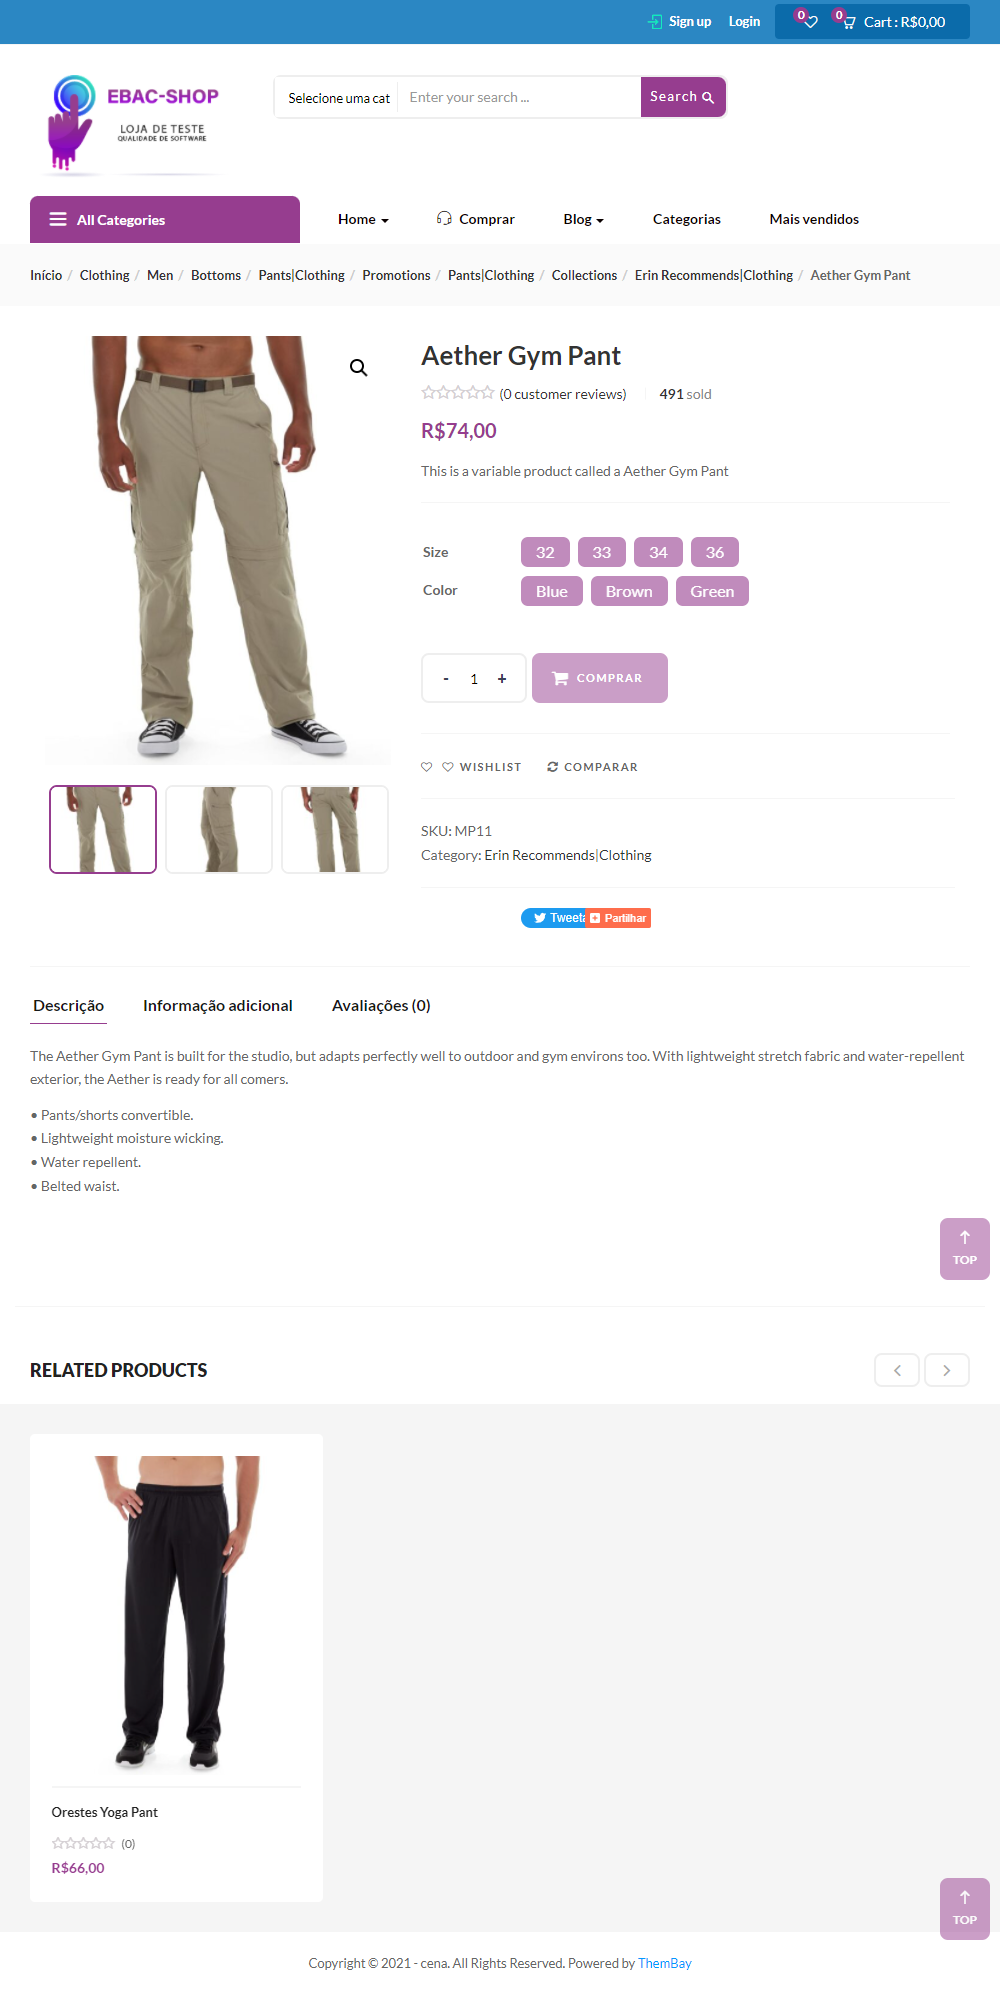 Sign up Login 0 0 Cart : R$0,00
EBAC-SHOP
LOJA DE TESTE
QUALIDADE DE SOFTWARE
Selecione uma cat Enter your search ... Search
All Categories Home Comprar Blog Categorias Mais vendidos
Início / Clothing / Men / Bottoms / Pants|Clothing / Promotions / Pants|Clothing / Collections / Erin Recommends|Clothing / Aether Gym Pant
Aether Gym Pant
(0 customer reviews) 491 sold
R$74,00
This is a variable product called a Aether Gym Pant
Size 32 33 34 36
Color Blue Brown Green
- 1 + COMPRAR
WISHLIST COMPARAR
SKU: MP11
Category: Erin Recommends|Clothing
Tweeta Partilhar
Descrição Informação adicional Avaliações (0)
The Aether Gym Pant is built for the studio, but adapts perfectly well to outdoor and gym environs too. With lightweight stretch fabric and water-repellent
exterior, the Aether is ready for all comers.
• Pants/shorts convertible.
• Lightweight moisture wicking.
• Water repellent.
• Belted waist.
TOP
RELATED PRODUCTS
Orestes Yoga Pant
(0)
R$66,00
TOP
Copyright © 2021 - cena. All Rights Reserved. Powered by ThemBay